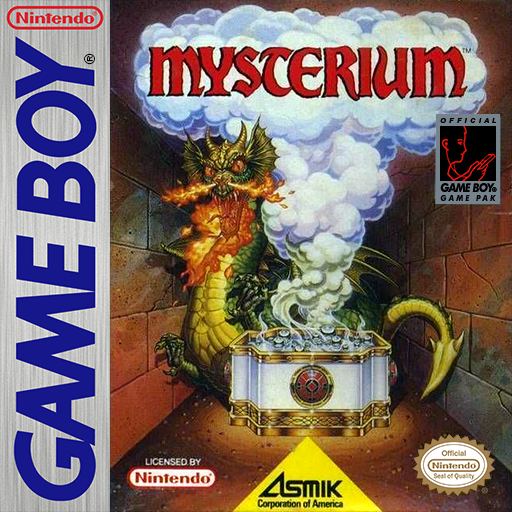 Nintendo®
GAME BOY®
MYSTERIUM™
OFFICIAL
GAME BOY®
GAME PAK
LICENSED BY
Nintendo
ASMIK
Corporation of America
Official
Nintendo
Seal of Quality